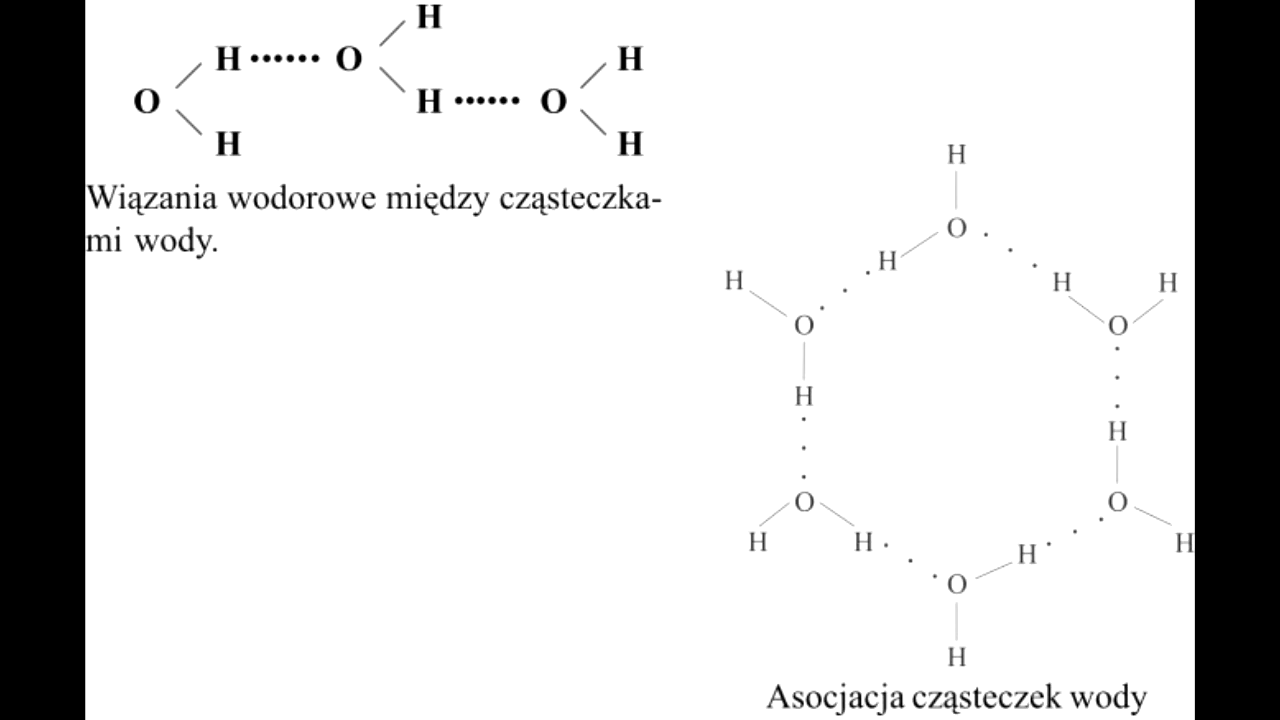 H
H ...... O
H
O
H ...... O
H
H
Wiązania wodorowe między cząsteczka-
mi wody.
H
O
H
H
H
H
O
O
H
H
O
O
H
H
H
H
O
H
Asocjacja cząsteczek wody